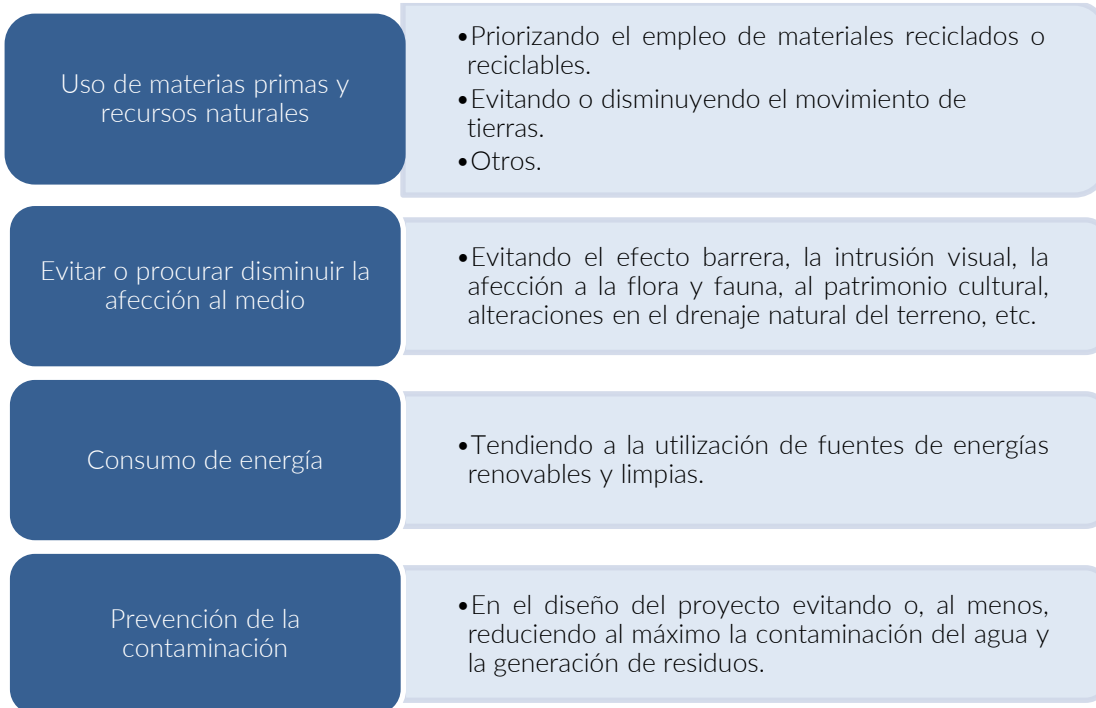 Uso de materias primas y
recursos naturales
•Priorizando el empleo de materiales reciclados o
reciclables.
•Evitando o disminuyendo el movimiento de
tierras.
•Otros.
Evitar o procurar disminuir la
afección al medio
•Evitando el efecto barrera, la intrusión visual, la
afección a la flora y fauna, al patrimonio cultural,
alteraciones en el drenaje natural del terreno, etc.
Consumo de energía
•Tendiendo a la utilización de fuentes de energías
renovables y limpias.
Prevención de la
contaminación
•En el diseño del proyecto evitando o, al menos,
reduciendo al máximo la contaminación del agua y
la generación de residuos.